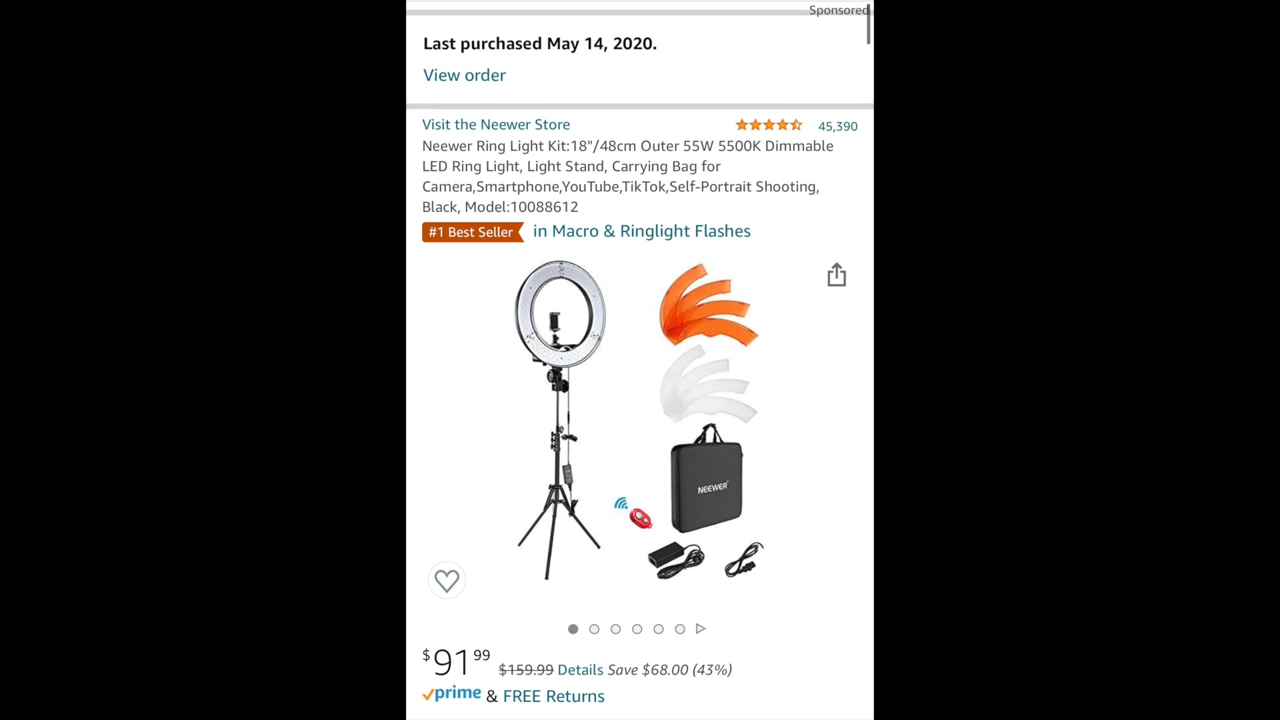 Sponsored
Last purchased May 14, 2020.
View order
Visit the Neewer Store 45,390
Neewer Ring Light Kit:18"/48cm Outer 55W 5500K Dimmable
LED Ring Light, Light Stand, Carrying Bag for
Camera,Smartphone,YouTube,TikTok,Self-Portrait Shooting,
Black, Model:10088612
#1 Best Seller in Macro & Ringlight Flashes
NEEWER
$91 99 $159.99 Details Save $68.00 (43%)
prime & FREE Returns